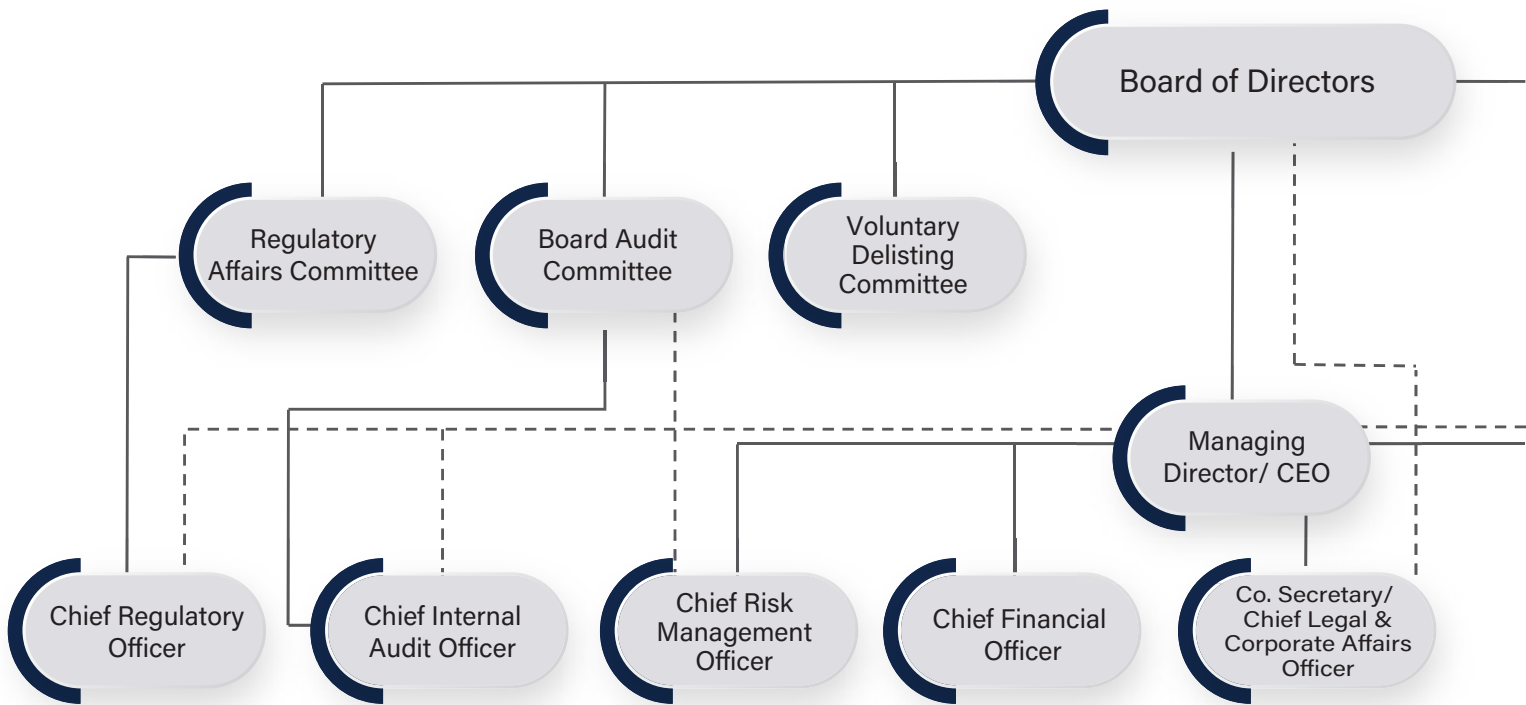 Board of Directors
Regulatory
Affairs Committee
Board Audit
Committee
Voluntary
Delisting
Committee
Managing
Director/ CEO
Chief Regulatory
Officer
Chief Internal
Audit Officer
Chief Risk
Management
Officer
Chief Financial
Officer
Co. Secretary/
Chief Legal &
Corporate Affairs
Officer